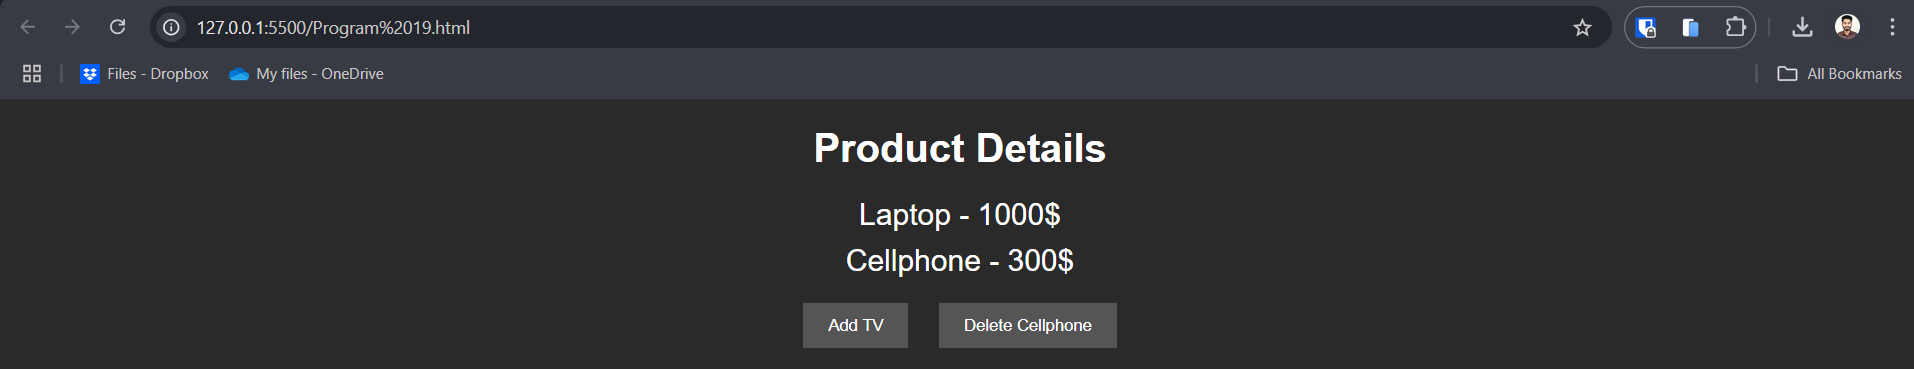 127.0.0.1:5500/Program%2019.html
Files - Dropbox My files - OneDrive All Bookmarks
Product Details
Laptop - 1000$
Cellphone - 300$
Add TV Delete Cellphone